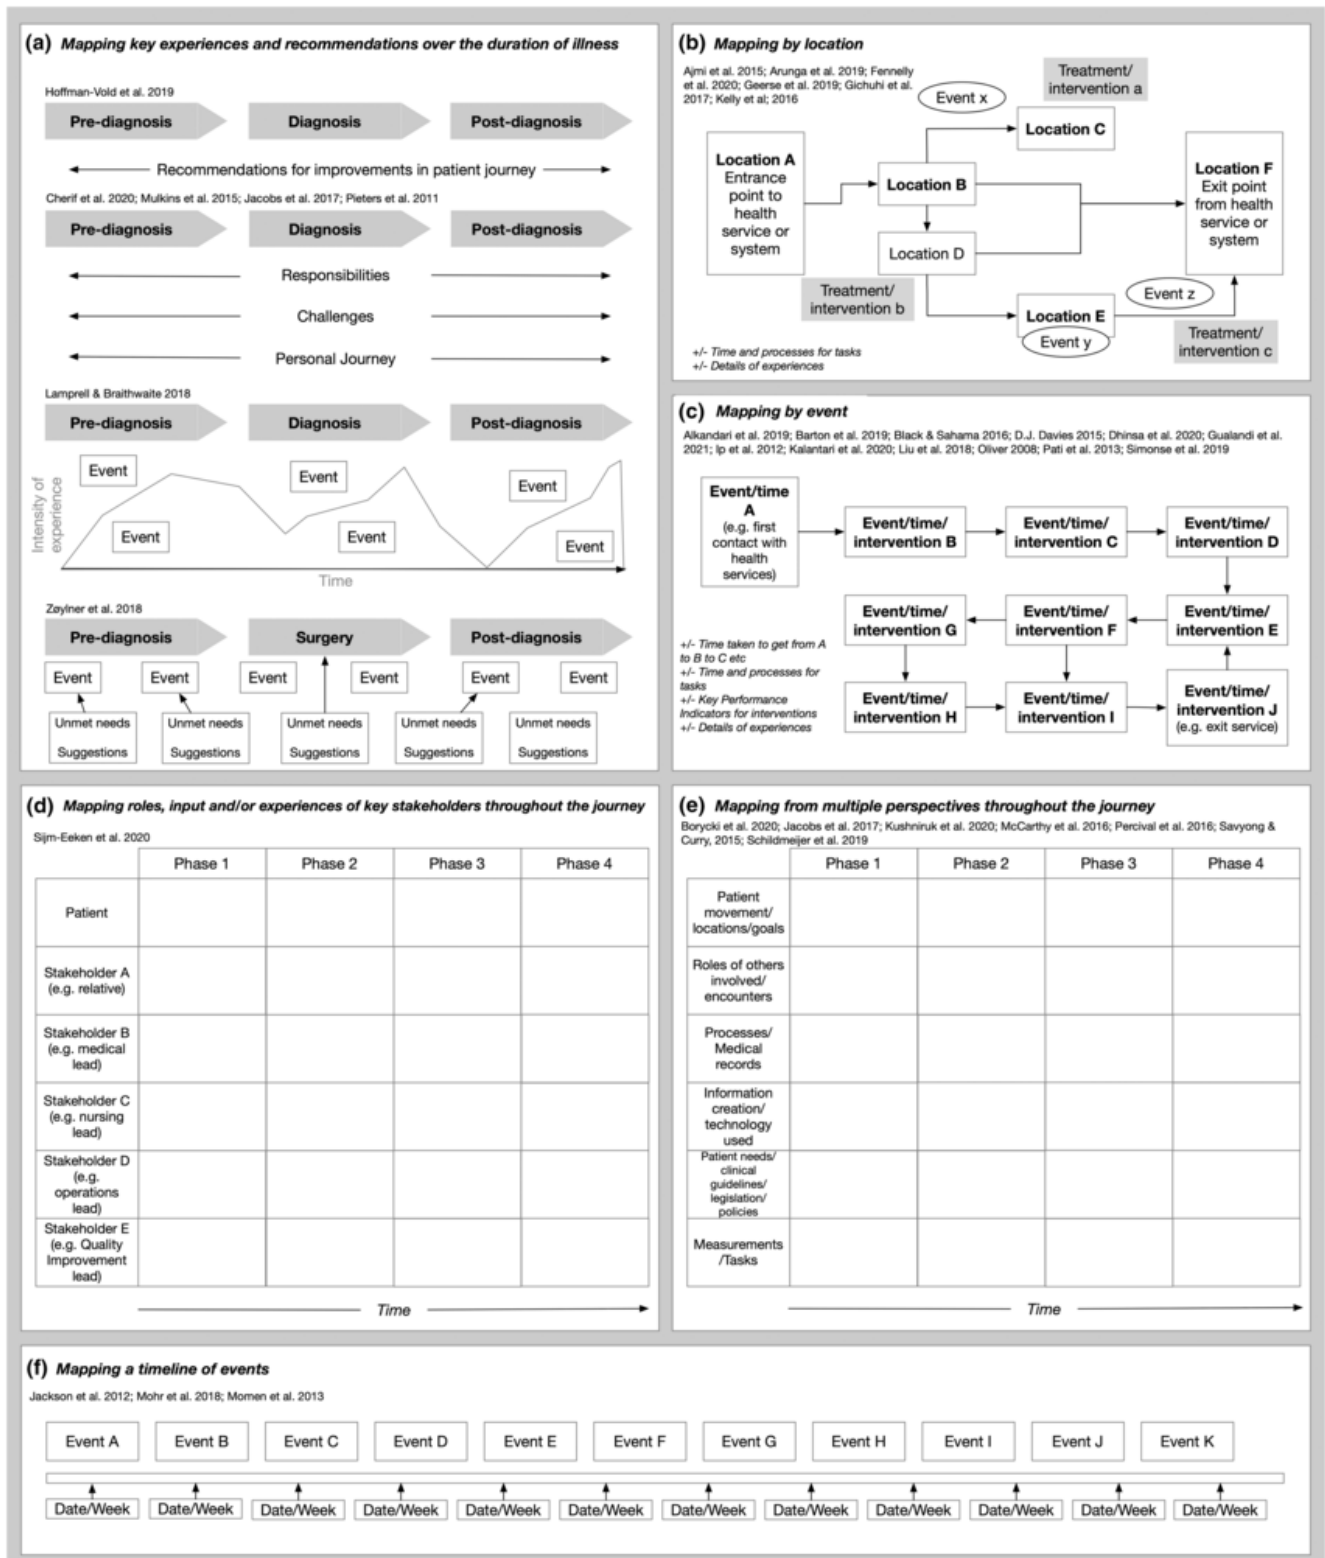 (a) Mapping key experiences and recommendations over the duration of illness
Hoffman-Vold et al. 2019
Pre-diagnosis Diagnosis Post-diagnosis
Recommendations for improvements in patient journey
Cherif et al. 2020; Mulkins et al. 2015; Jacobs et al. 2017; Pieters et al. 2011
Pre-diagnosis Diagnosis Post-diagnosis
Responsibilities
Challenges
Personal Journey
Lamprell & Braithwaite 2018
Pre-diagnosis Diagnosis Post-diagnosis
Intensity of
experience
Event Event Event
Event Event Event
Time
Zøylner et al. 2018
Pre-diagnosis Surgery Post-diagnosis
Event Event Event Event Event Event
Unmet needs Unmet needs Unmet needs Unmet needs Unmet needs
Suggestions Suggestions Suggestions Suggestions Suggestions
(b) Mapping by location
Ajmi et al. 2015; Arunga et al. 2019; Fennelly
et al. 2020; Geerse et al. 2019; Gichuhi et al.
2017; Kelly et al; 2016
Event x
Treatment/
intervention a
Location C
Location A
Entrance
point to
health
service or
system
Location B
Location D
Location F
Exit point
from health
service or
system
Treatment/
intervention b
Event z
Location E
Event y
Treatment/
intervention c
+/- Time and processes for tasks
+/- Details of experiences
(c) Mapping by event
Alkandari et al. 2019; Barton et al. 2019; Black & Sahama 2016; D.J. Davies 2015; Dhinsa et al. 2020; Gualandi et al.
2021; Ip et al. 2012; Kalantari et al. 2020; Liu et al. 2018; Oliver 2008; Pati et al. 2013; Simonse et al. 2019
Event/time
A
(e.g. first
contact with
health
services)
Event/time/
intervention B
Event/time/
intervention C
Event/time/
intervention D
Event/time/
intervention G
Event/time/
intervention F
Event/time/
intervention E
+/- Time taken to get from A
to B to C etc
+/- Time and processes for
tasks
+/- Key Performance
Indicators for interventions
+/- Details of experiences
Event/time/
intervention H
Event/time/
intervention I
Event/time/
intervention J
(e.g. exit service)
(d) Mapping roles, input and/or experiences of key stakeholders throughout the journey
Sijm-Eeken et al. 2020
Phase 1 Phase 2 Phase 3 Phase 4
Patient
Stakeholder A
(e.g. relative)
Stakeholder B
(e.g. medical
lead)
Stakeholder C
(e.g. nursing
lead)
Stakeholder D
(e.g.
operations
lead)
Stakeholder E
(e.g. Quality
Improvement
lead)
Time
(e) Mapping from multiple perspectives throughout the journey
Borycki et al. 2020; Jacobs et al. 2017; Kushniruk et al. 2020; McCarthy et al. 2016; Percival et al. 2016; Savyong &
Curry, 2015; Schildmeijer et al. 2019
Phase 1 Phase 2 Phase 3 Phase 4
Patient
movement/
locations/goals
Roles of others
involved/
encounters
Processes/
Medical
records
Information
creation/
technology
used
Patient needs/
clinical
guidelines/
legislation/
policies
Measurements
/Tasks
Time
(f) Mapping a timeline of events
Jackson et al. 2012; Mohr et al. 2018; Momen et al. 2013
Event A Event B Event C Event D Event E Event F Event G Event H Event I Event J Event K
Date/Week Date/Week Date/Week Date/Week Date/Week Date/Week Date/Week Date/Week Date/Week Date/Week Date/Week Date/Week